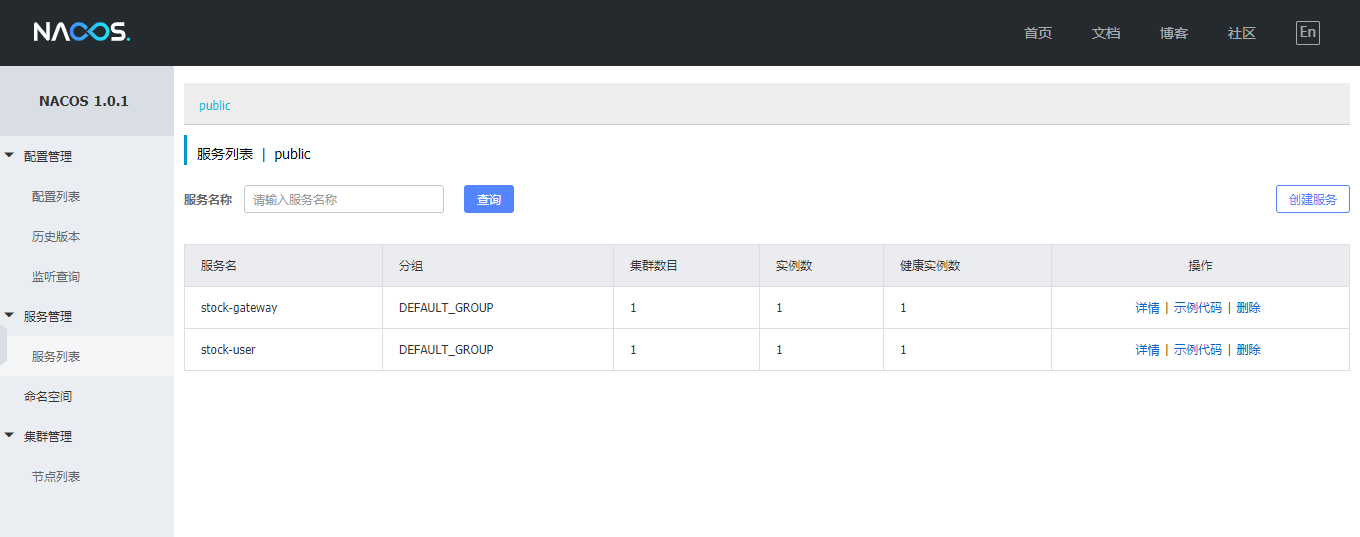 NACOS.
首页 文档 博客 社区 En
NACOS 1.0.1
配置管理
配置列表
历史版本
监听查询
服务管理
服务列表
命名空间
集群管理
节点列表
public
服务列表 | public
服务名称 请输入服务名称 查询 创建服务
服务名 分组 集群数目 实例数 健康实例数 操作
stock-gateway DEFAULT_GROUP 1 1 1 详情 | 示例代码 | 删除
stock-user DEFAULT_GROUP 1 1 1 详情 | 示例代码 | 删除